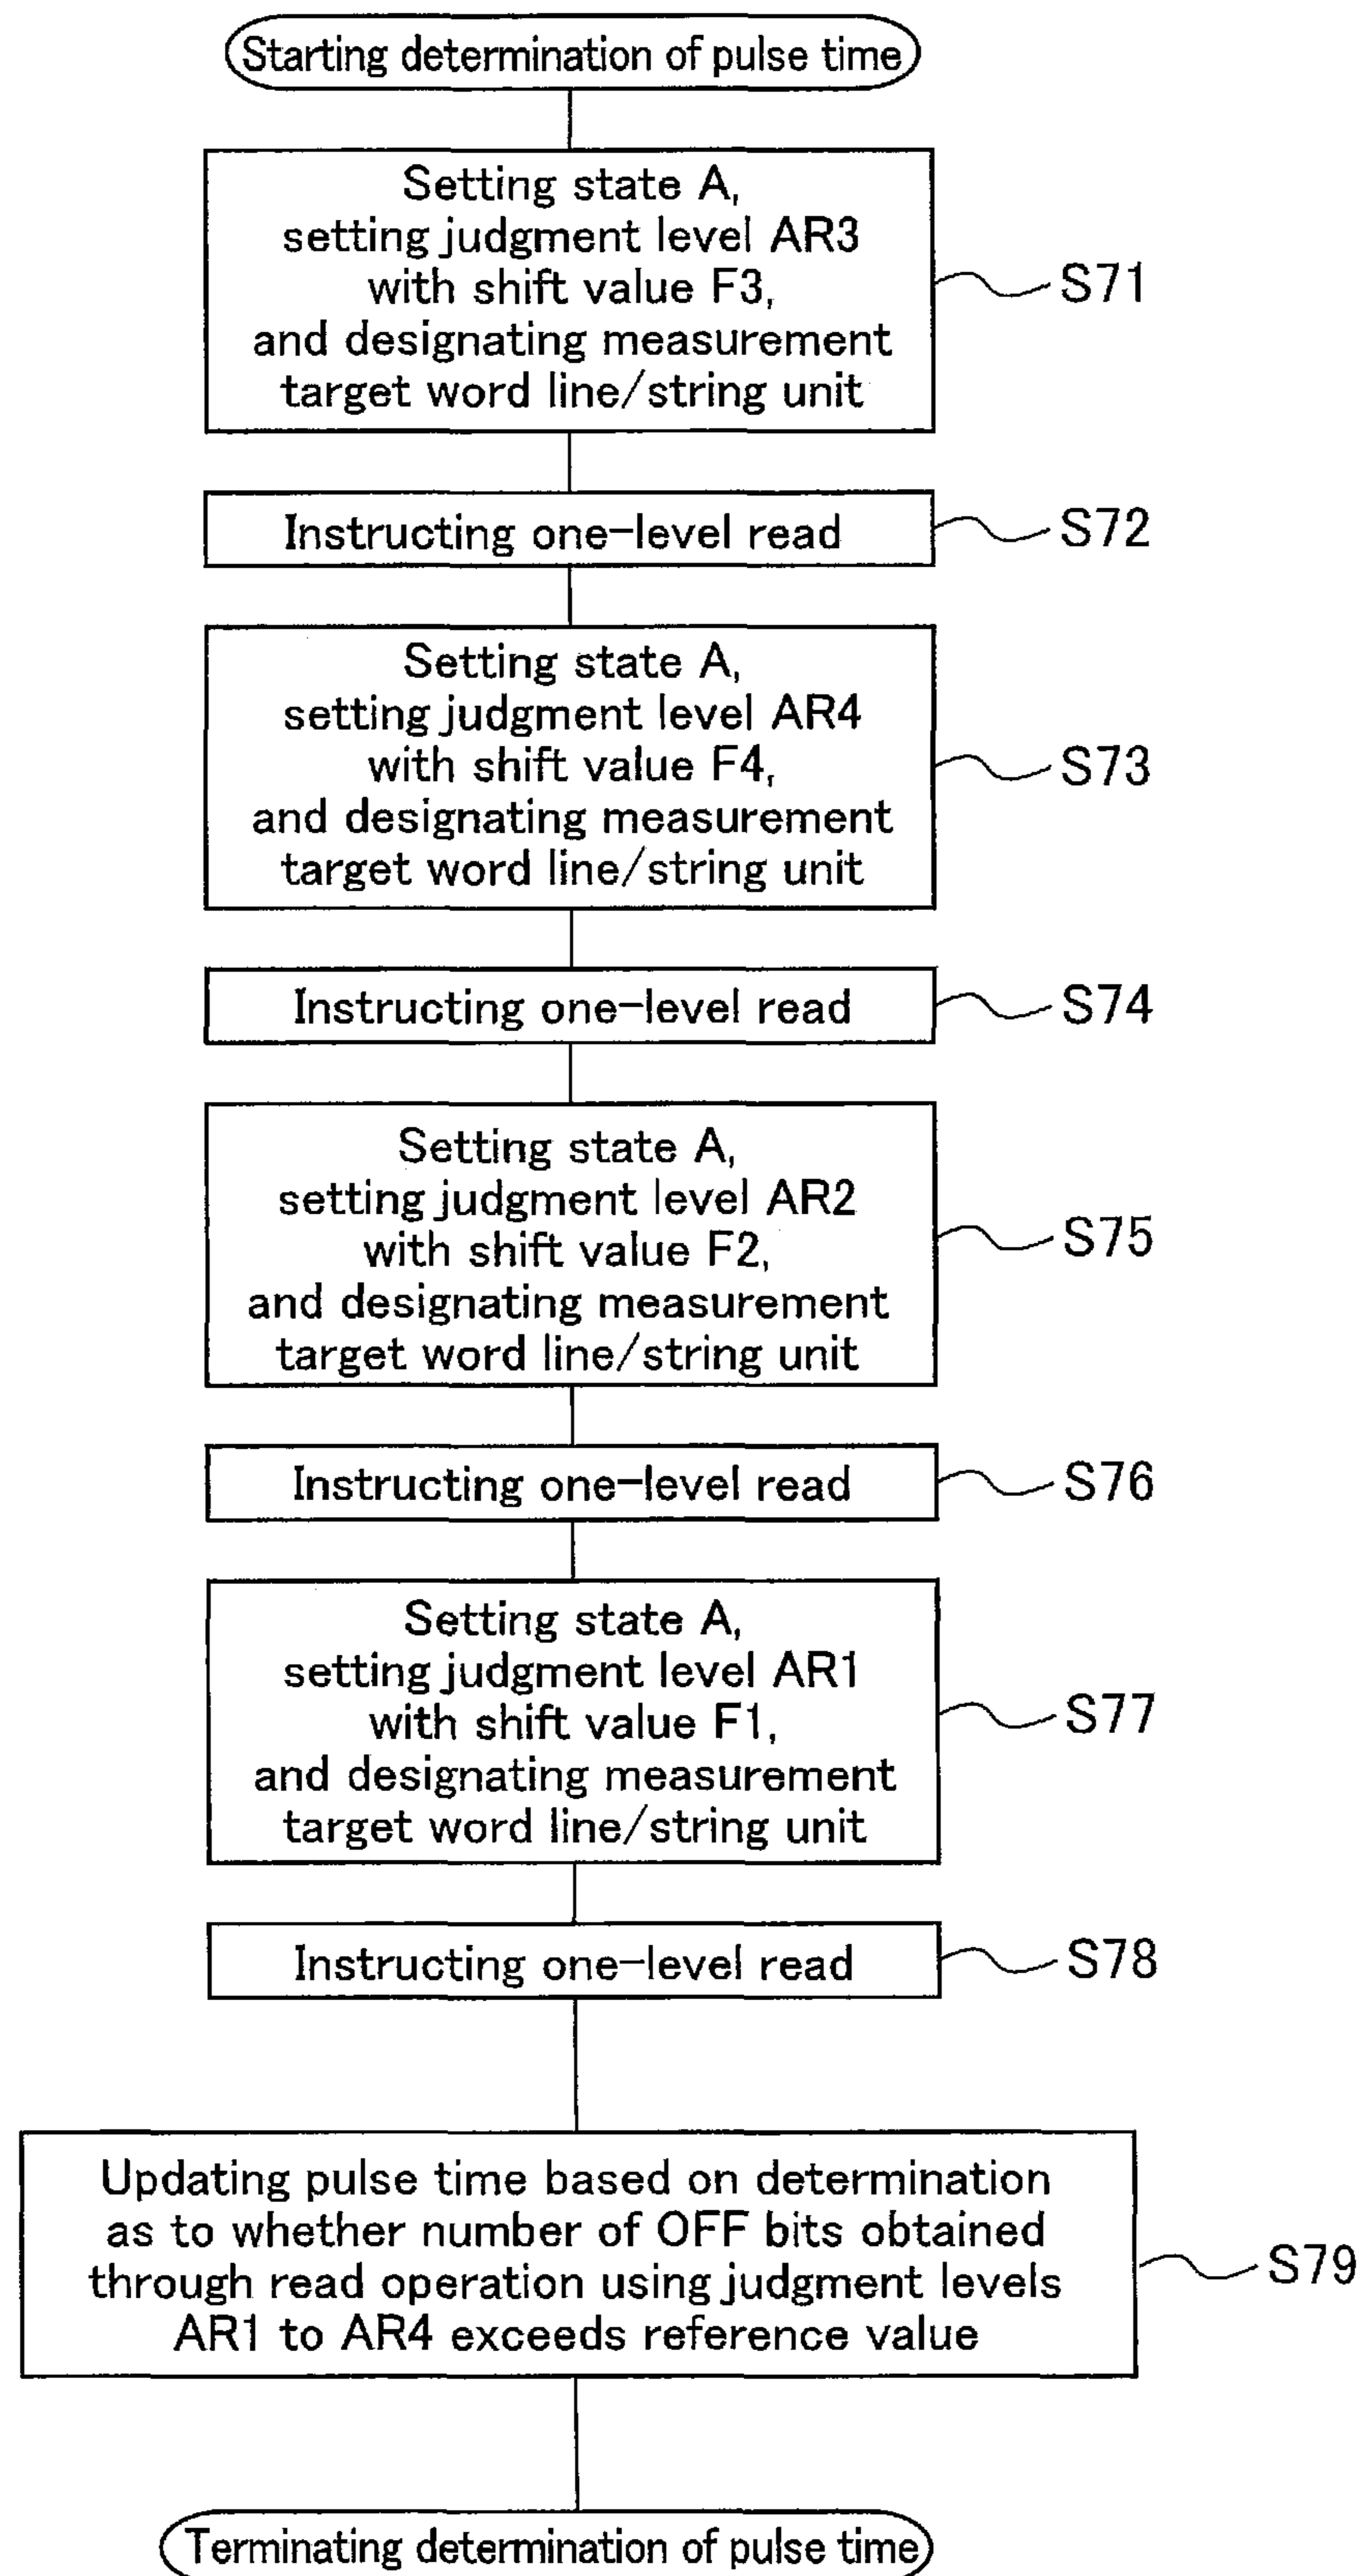 Starting determination of pulse time
Setting state A,
setting judgment level AR3
with shift value F3,
and designating measurement
target word line/string unit
S71
Instructing one-level read
S72
Setting state A,
setting judgment level AR4
with shift value F4,
and designating measurement
target word line/string unit
S73
Instructing one-level read
S74
Setting state A,
setting judgment level AR2
with shift value F2,
and designating measurement
target word line/string unit
S75
Instructing one-level read
S76
Setting state A,
setting judgment level AR1
with shift value F1,
and designating measurement
target word line/string unit
S77
Instructing one-level read
S78
Updating pulse time based on determination
as to whether number of OFF bits obtained
through read operation using judgment levels
AR1 to AR4 exceeds reference value
S79
Terminating determination of pulse time